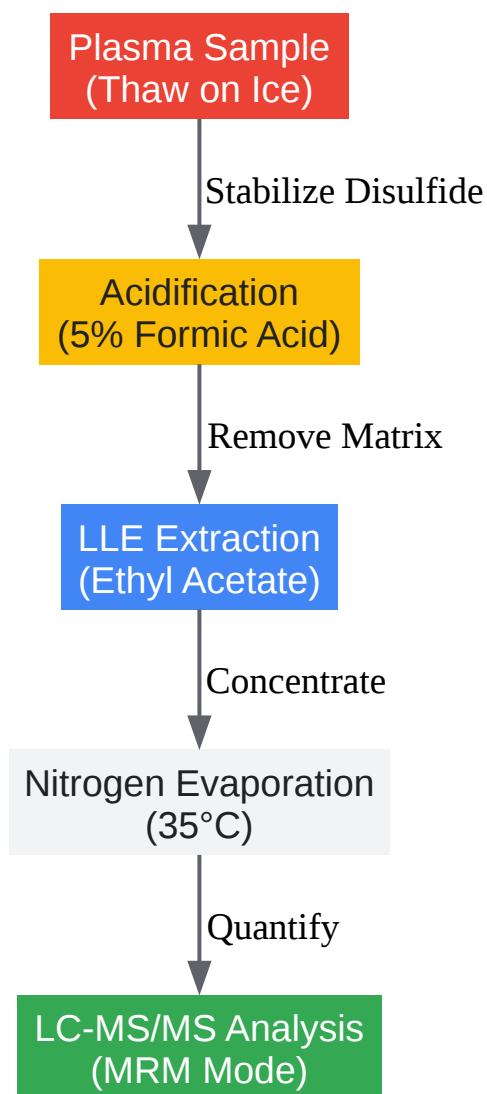 Plasma Sample
(Thaw on Ice)
Stabilize Disulfide
Acidification
(5% Formic Acid)
Remove Matrix
LLE Extraction
(Ethyl Acetate)
Concentrate
Nitrogen Evaporation
(35°C)
Quantify
LC-MS/MS Analysis
(MRM Mode)